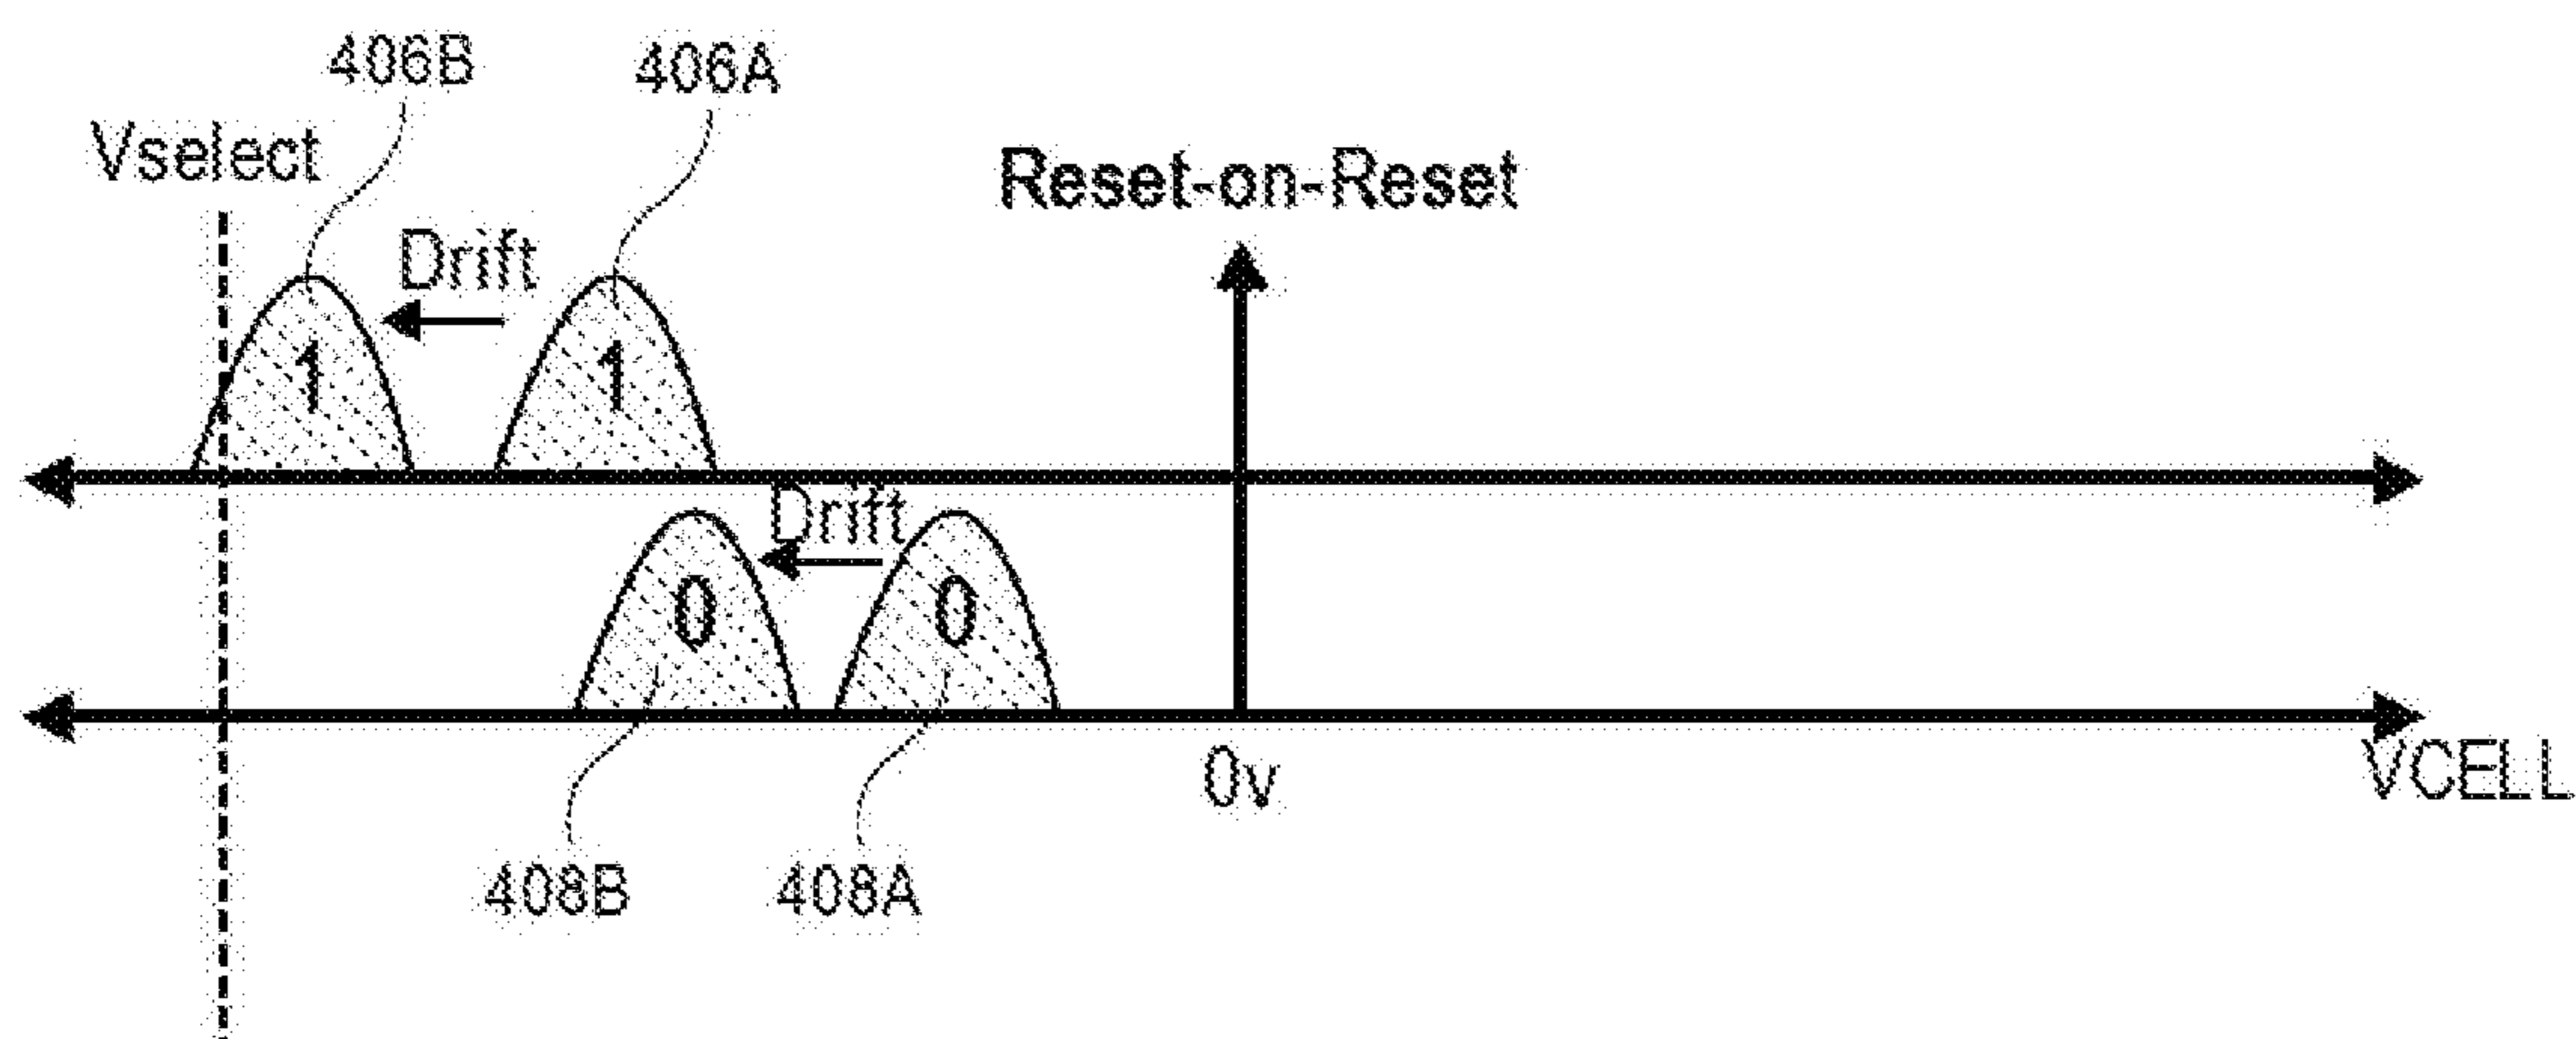 406B 406A
Vselect
Reset-on-Reset
Drift
1 1
Drift
0 0
0v
VCELL
408B 408A